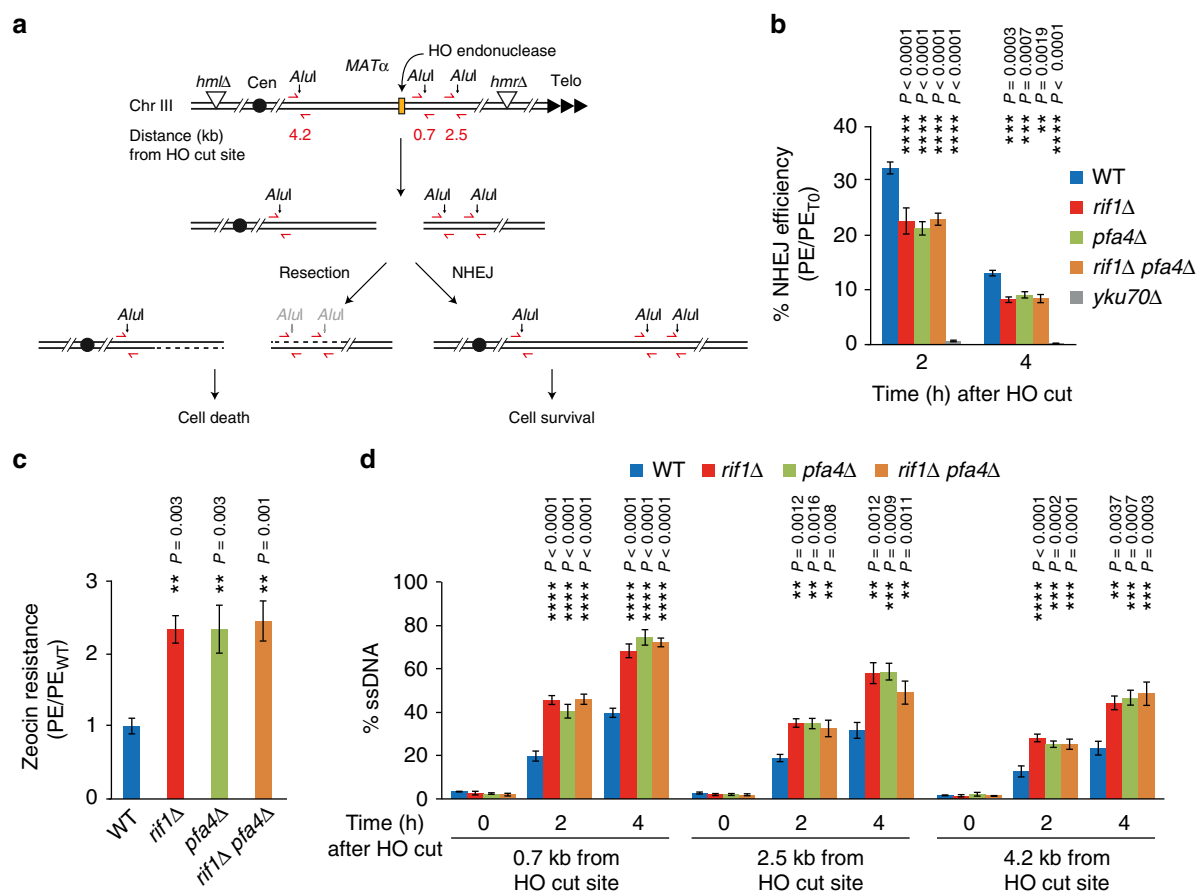 a
HO endonuclease
MATα
hmlΔ
Cen
AluI
AluI
AluI
hmrΔ
Telo
Chr III
Distance (kb)
from HO cut site
4.2
0.7
2.5
AluI
AluI
AluI
Resection
NHEJ
AluI
AluI
AluI
AluI
AluI
AluI
Cell death
Cell survival
b
**** P < 0.0001
**** P < 0.0001
**** P < 0.0001
**** P < 0.0001
*** P = 0.0003
*** P = 0.0007
** P = 0.0019
**** P < 0.0001
% NHEJ efficiency
(PE/PET0)
40
30
20
10
0
2
4
Time (h) after HO cut
WT
rif1Δ
pfa4Δ
rif1Δ pfa4Δ
yku70Δ
c
** P = 0.003
** P = 0.003
** P = 0.001
Zeocin resistance
(PE/PEWT)
3
2
1
0
WT
rif1Δ
pfa4Δ
rif1Δ pfa4Δ
d
WT
rif1Δ
pfa4Δ
rif1Δ pfa4Δ
**** P < 0.0001
**** P < 0.0001
**** P < 0.0001
**** P < 0.0001
**** P < 0.0001
**** P < 0.0001
** P = 0.0012
** P = 0.0016
** P = 0.008
** P = 0.0012
*** P = 0.0009
** P = 0.0011
**** P < 0.0001
*** P = 0.0002
*** P = 0.0001
** P = 0.0037
*** P = 0.0007
*** P = 0.0003
% ssDNA
100
80
60
40
20
0
Time (h)
after HO cut
0 2 4
0 2 4
0 2 4
0.7 kb from
HO cut site
2.5 kb from
HO cut site
4.2 kb from
HO cut site